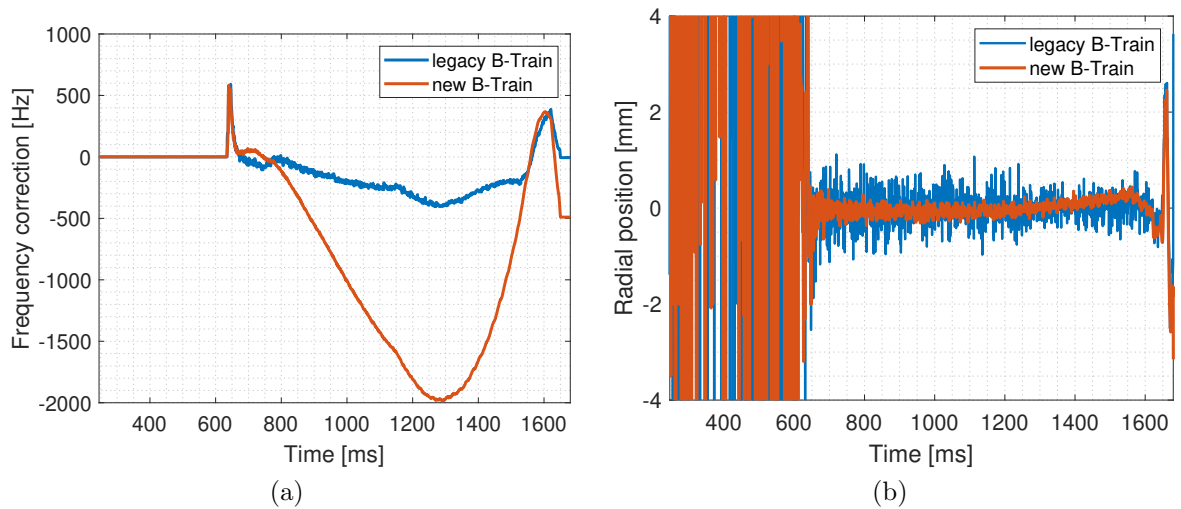 1000
500
0
-500
-1000
-1500
-2000
Frequency correction [Hz]
legacy B-Train
new B-Train
400 600 800 1000 1200 1400 1600
Time [ms]
(a)
4
2
0
-2
-4
Radial position [mm]
legacy B-Train
new B-Train
400 600 800 1000 1200 1400 1600
Time [ms]
(b)